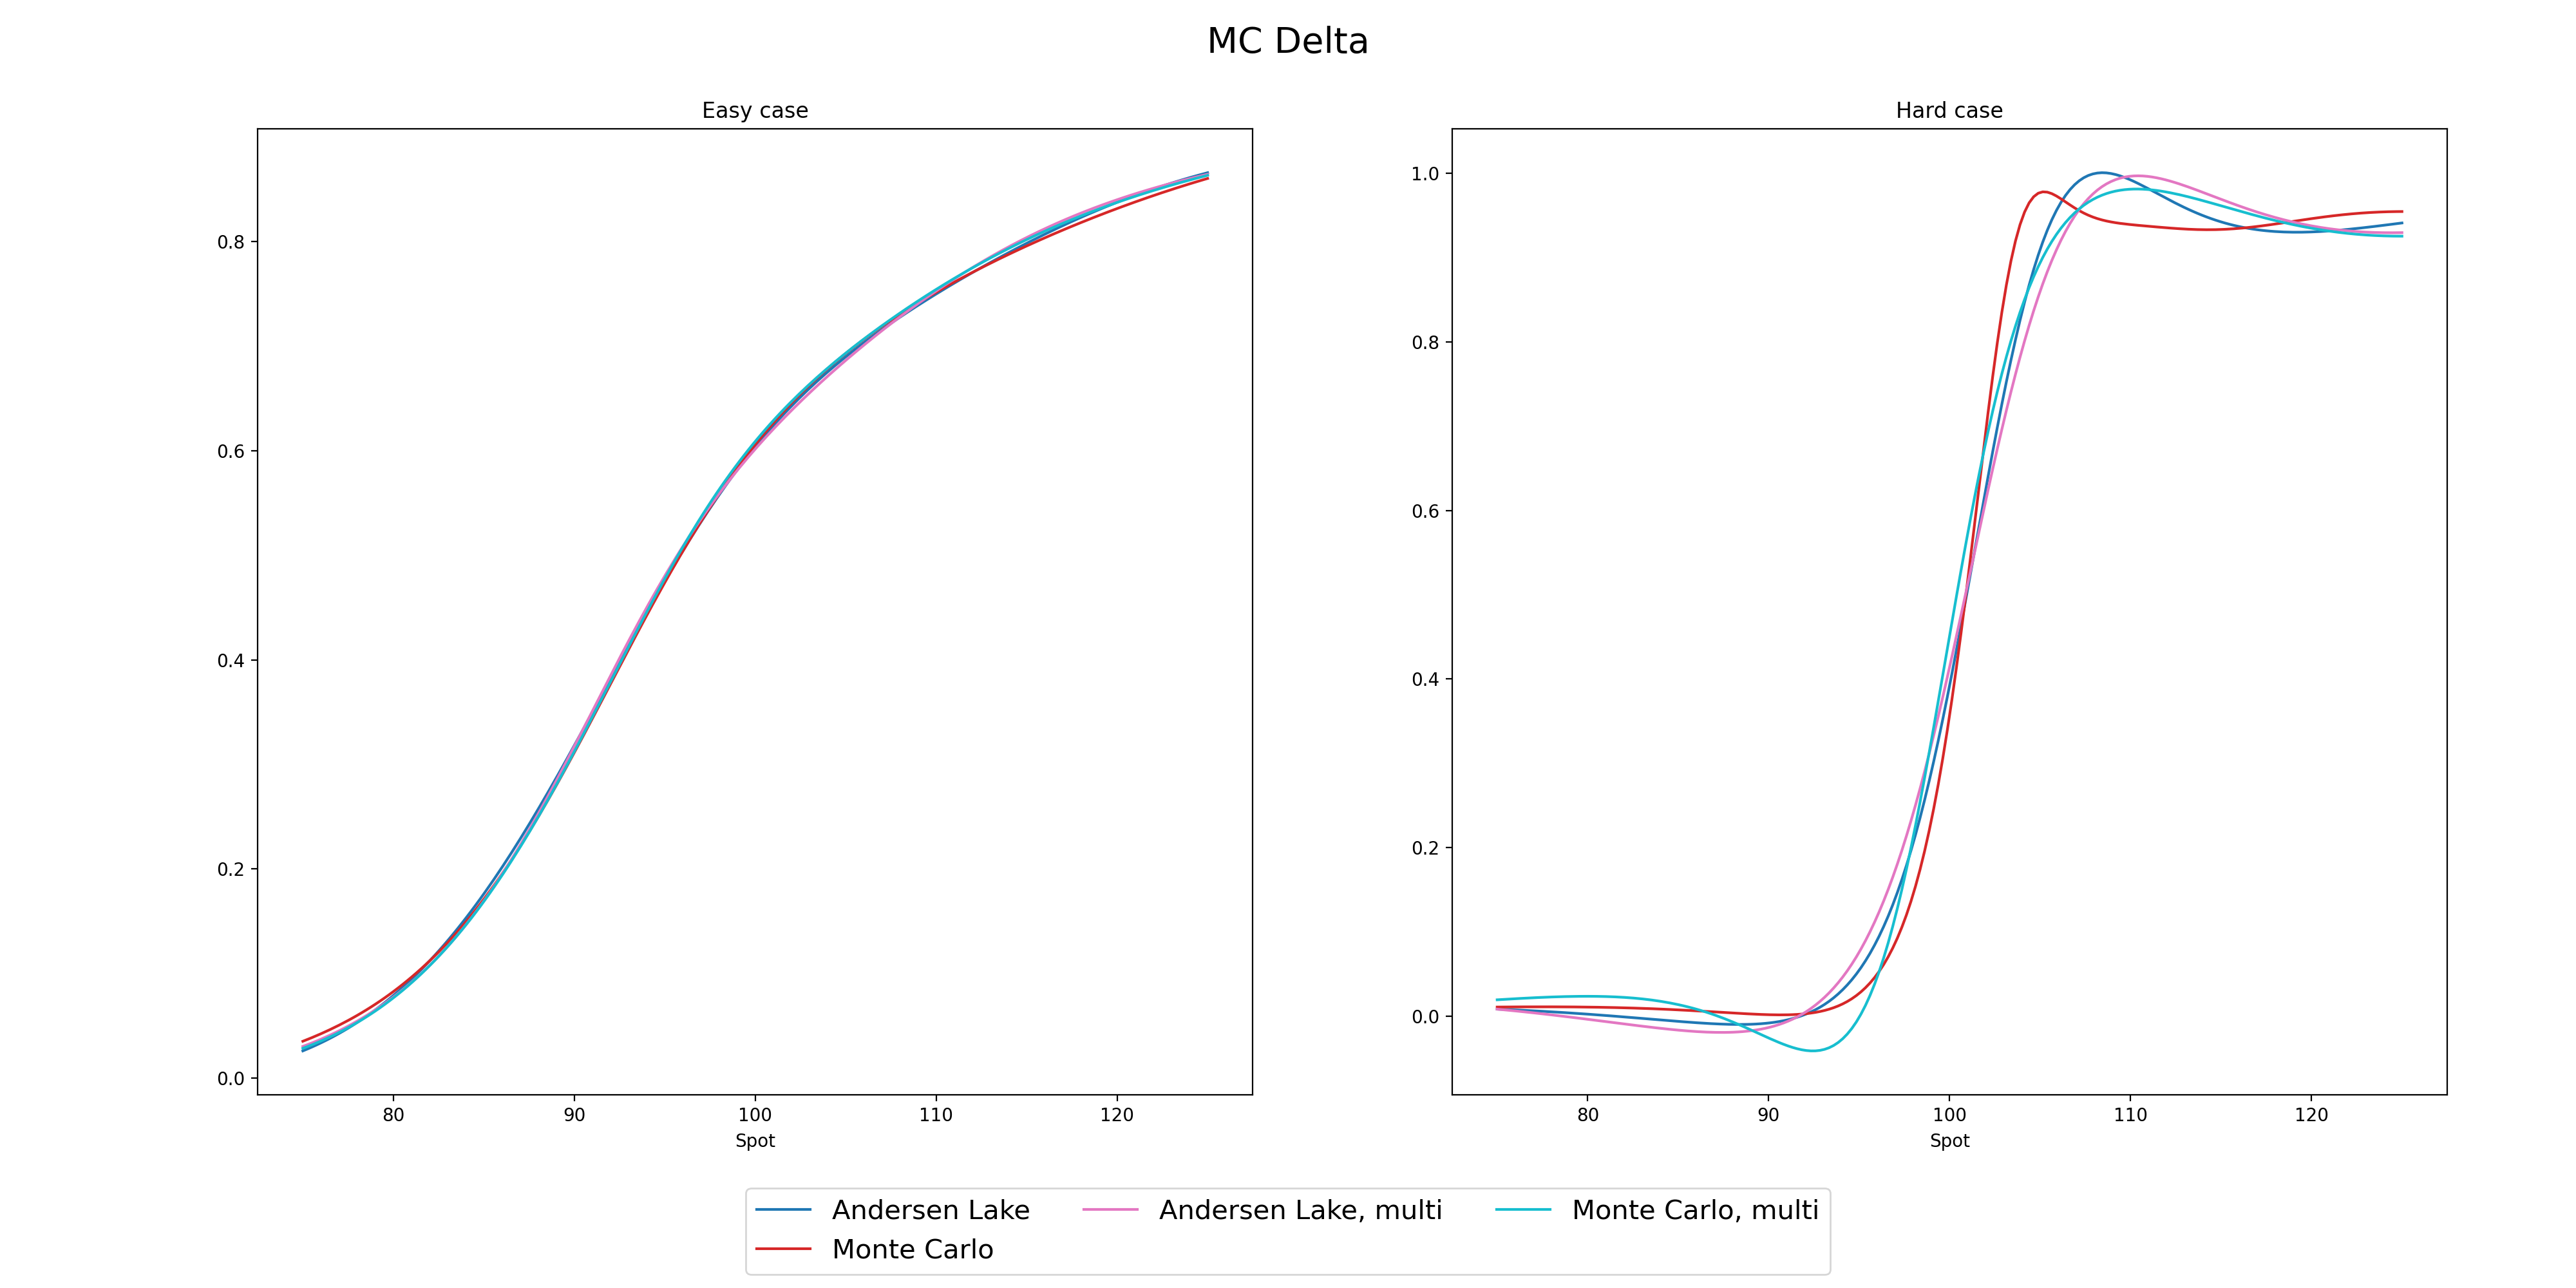 MC Delta
Easy case
0.8
0.6
0.4
0.2
0.0
80 90 100 110 120
Spot
Hard case
1.0
0.8
0.6
0.4
0.2
0.0
80 90 100 110 120
Spot
Andersen Lake Andersen Lake, multi Monte Carlo, multi
Monte Carlo